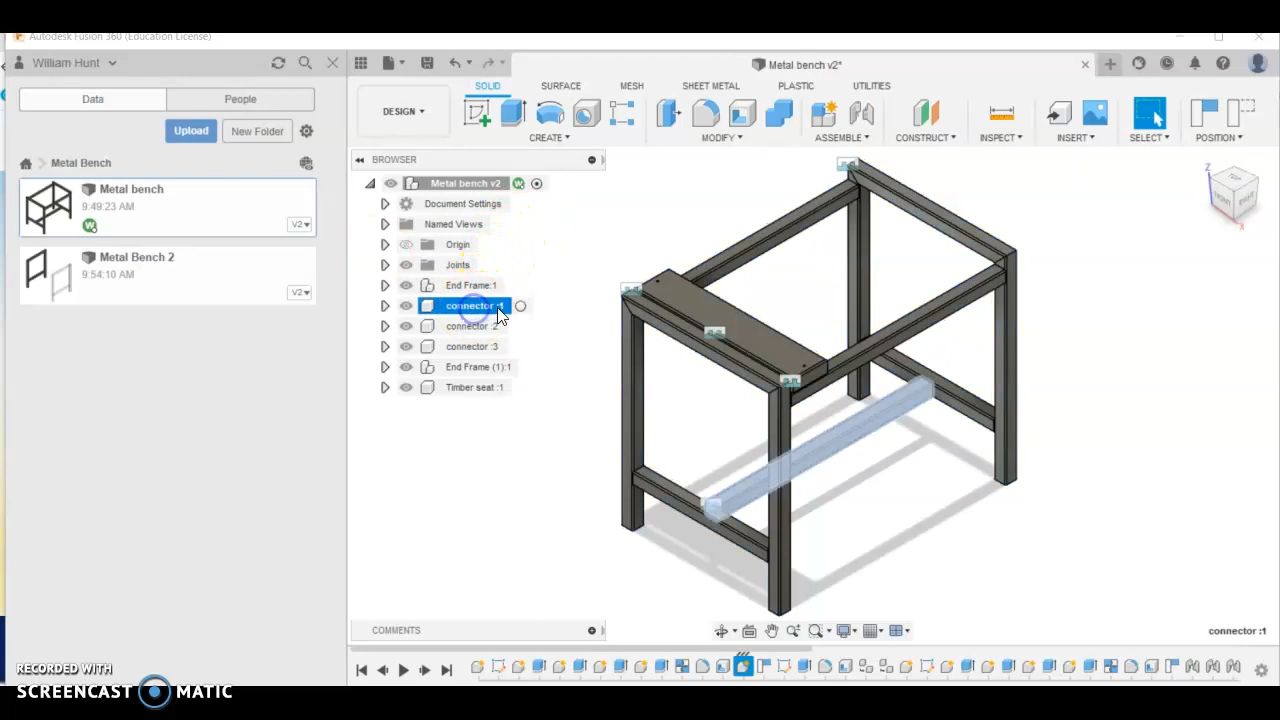 Autodesk Fusion 360 (Education License)
William Hunt
Metal bench v2*
Data
People
SOLID
SURFACE
MESH
SHEET METAL
PLASTIC
UTILITIES
DESIGN
Upload
New Folder
CREATE
MODIFY
ASSEMBLE
CONSTRUCT
INSPECT
INSERT
SELECT
POSITION
Metal Bench
BROWSER
Metal bench
9:49:23 AM
V2
Metal Bench 2
9:54:10 AM
V2
Metal bench v2
Document Settings
Named Views
Origin
Joints
End Frame:1
connector :1
connector :2
connector :3
End Frame (1):1
Timber seat :1
Z
FRONT
X
COMMENTS
connector :1
RECORDED WITH
SCREENCAST MATIC